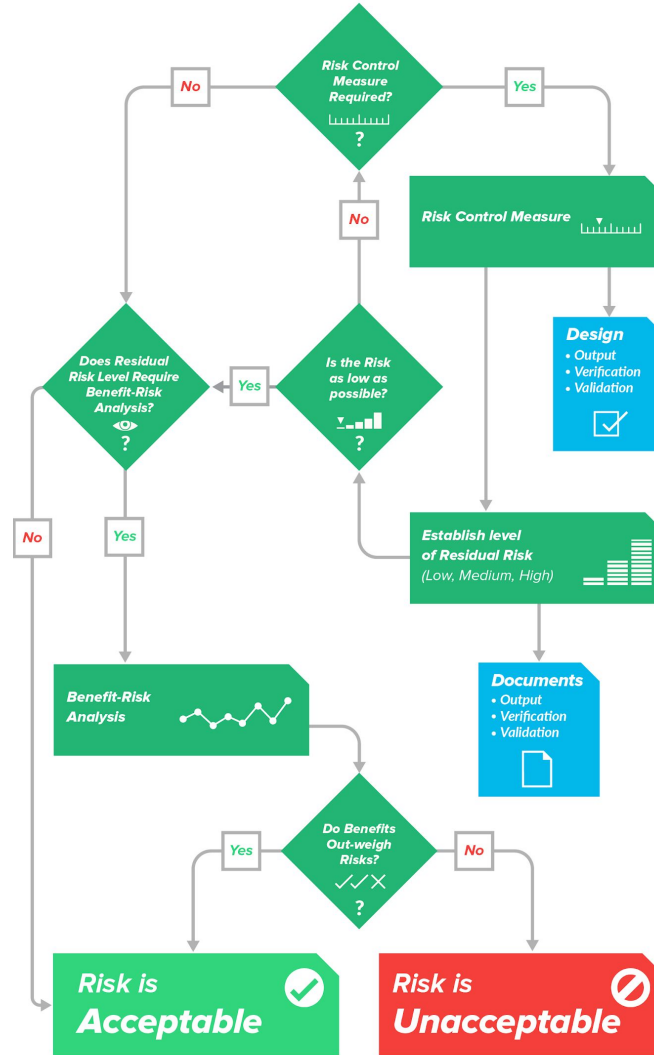 Risk Control
Measure
Required?
?
No
Yes
Risk Control Measure
No
Design
• Output
• Verification
• Validation
Does Residual
Risk Level Require
Benefit-Risk
Analysis?
?
Yes
Is the Risk
as low as
possible?
?
No
Yes
Establish level
of Residual Risk
(Low, Medium, High)
Benefit-Risk
Analysis
Documents
• Output
• Verification
• Validation
Do Benefits
Out-weigh
Risks?
?
Yes
No
Risk is
Acceptable
Risk is
Unacceptable